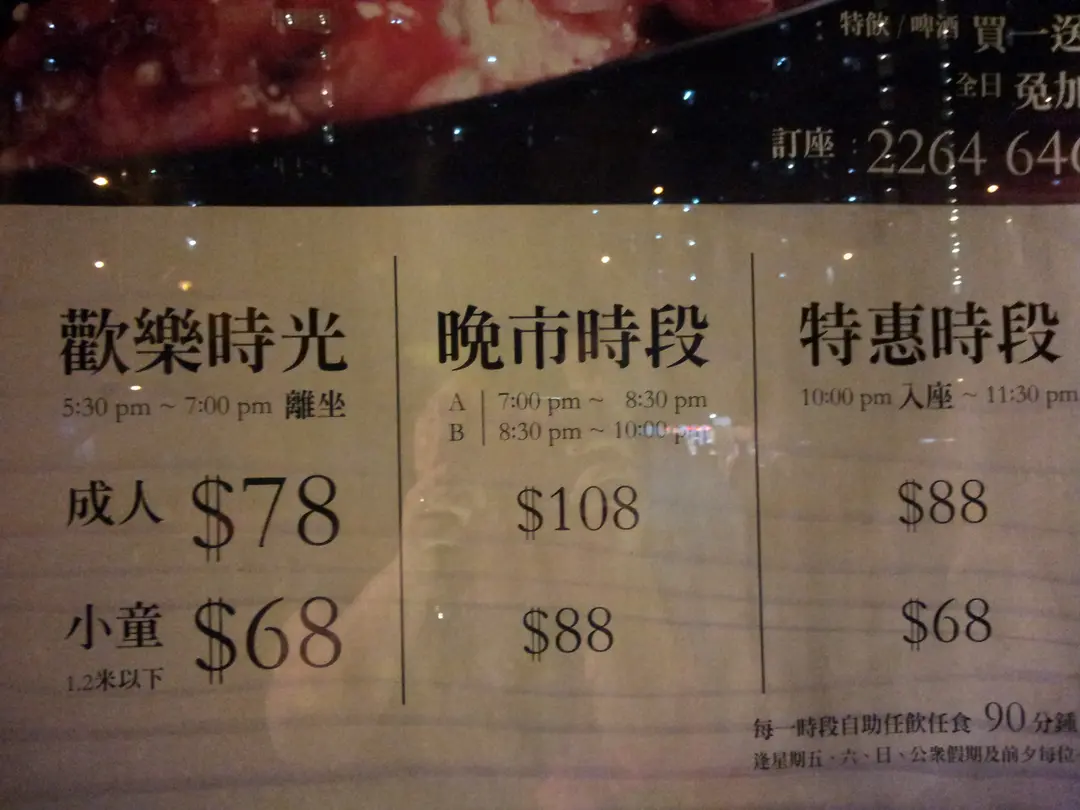 特飲 / 啤酒 買一送
全日 免加
訂座 : 2264 646
歡樂時光
5:30 pm ~ 7:00 pm 離坐
成人 $78
小童 $68
1.2米以下
晚市時段
A 7:00 pm ~ 8:30 pm
B 8:30 pm ~ 10:00 pm
$108
$88
特惠時段
10:00 pm 入座 ~ 11:30 pm
$88
$68
每一時段自助任飲任食 90 分鐘
逢星期五、六、日、公眾假期及前夕每位